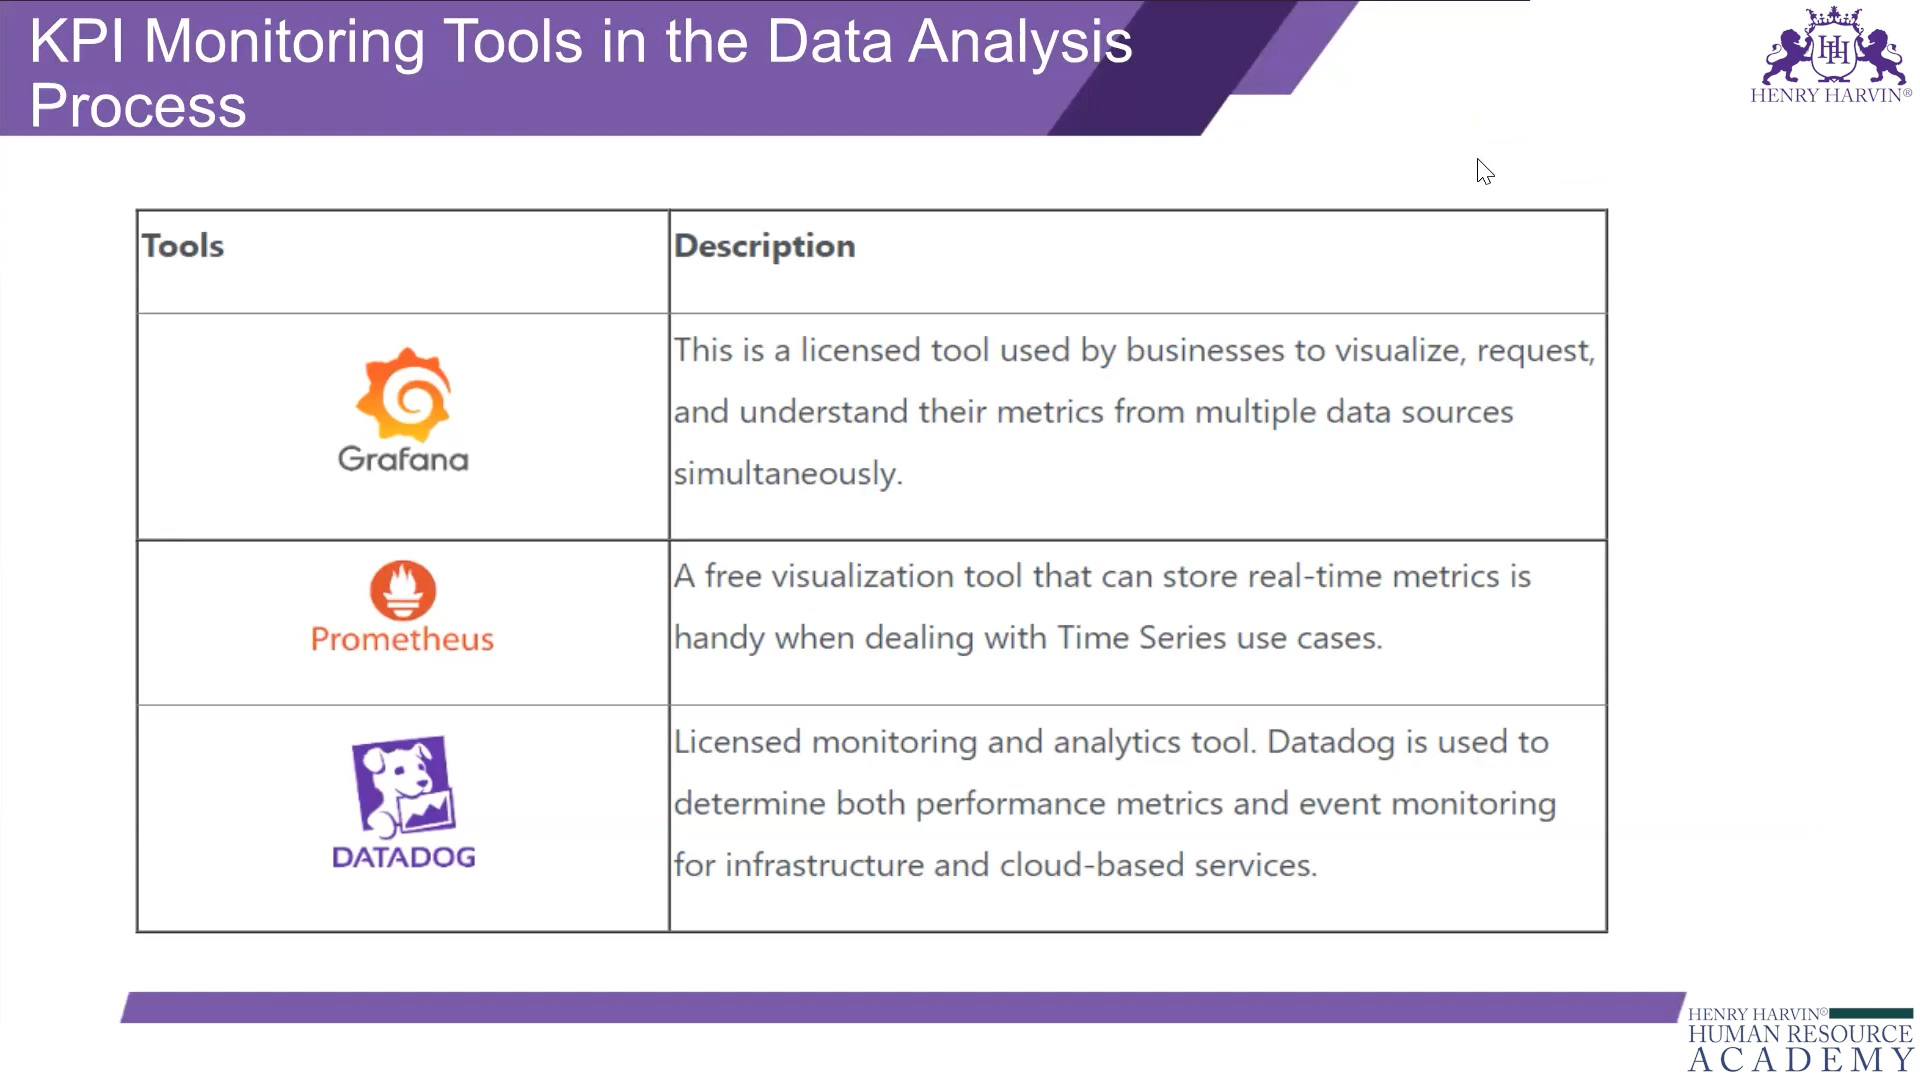 KPI Monitoring Tools in the Data Analysis
Process
HENRY HARVIN®
Tools
Description
Grafana
This is a licensed tool used by businesses to visualize, request,
and understand their metrics from multiple data sources
simultaneously.
Prometheus
A free visualization tool that can store real-time metrics is
handy when dealing with Time Series use cases.
DATADOG
Licensed monitoring and analytics tool. Datadog is used to
determine both performance metrics and event monitoring
for infrastructure and cloud-based services.
HENRY HARVIN®
HUMAN RESOURCE
ACADEMY